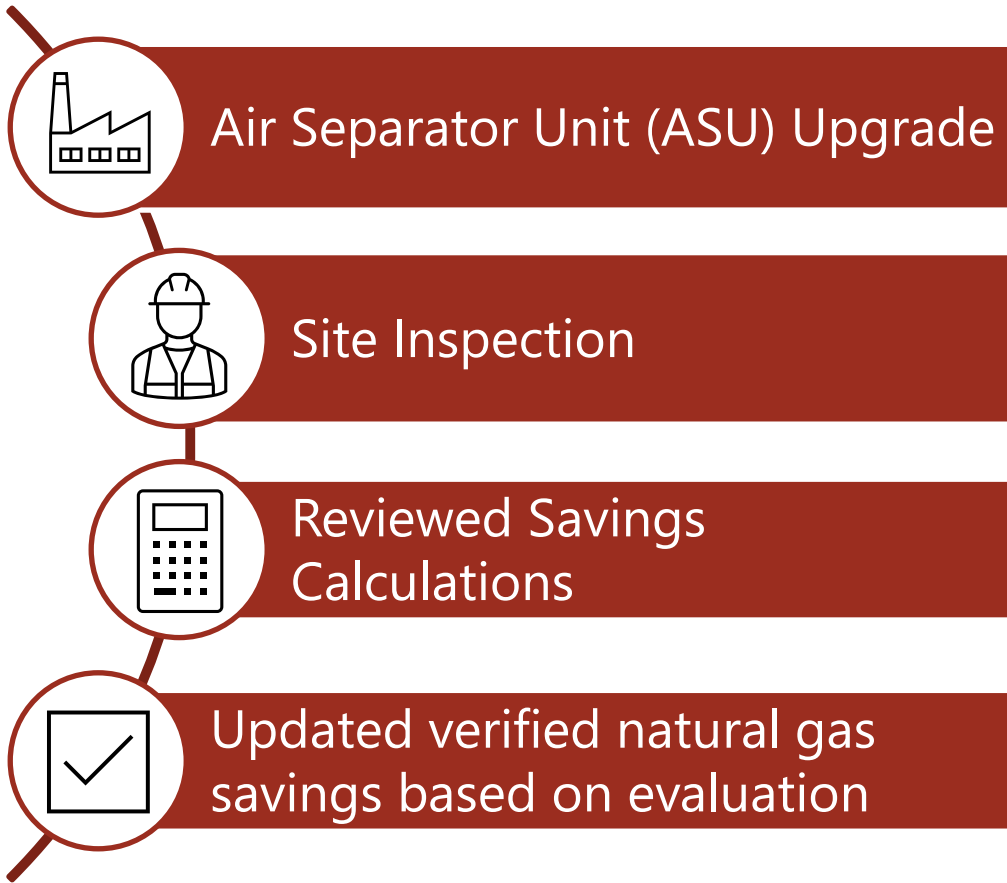 Air Separator Unit (ASU) Upgrade
Site Inspection
Reviewed Savings
Calculations
Updated verified natural gas
savings based on evaluation